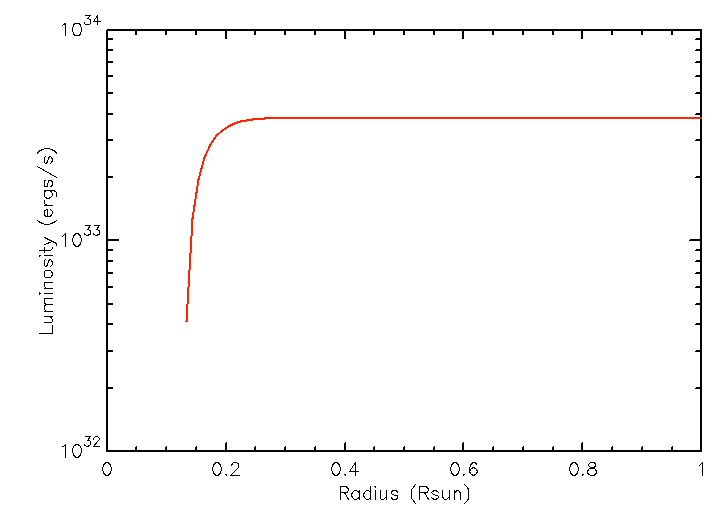 10^34
10^33
10^32
Luminosity (ergs/s)
0 0.2 0.4 0.6 0.8 1
Radius (Rsun)